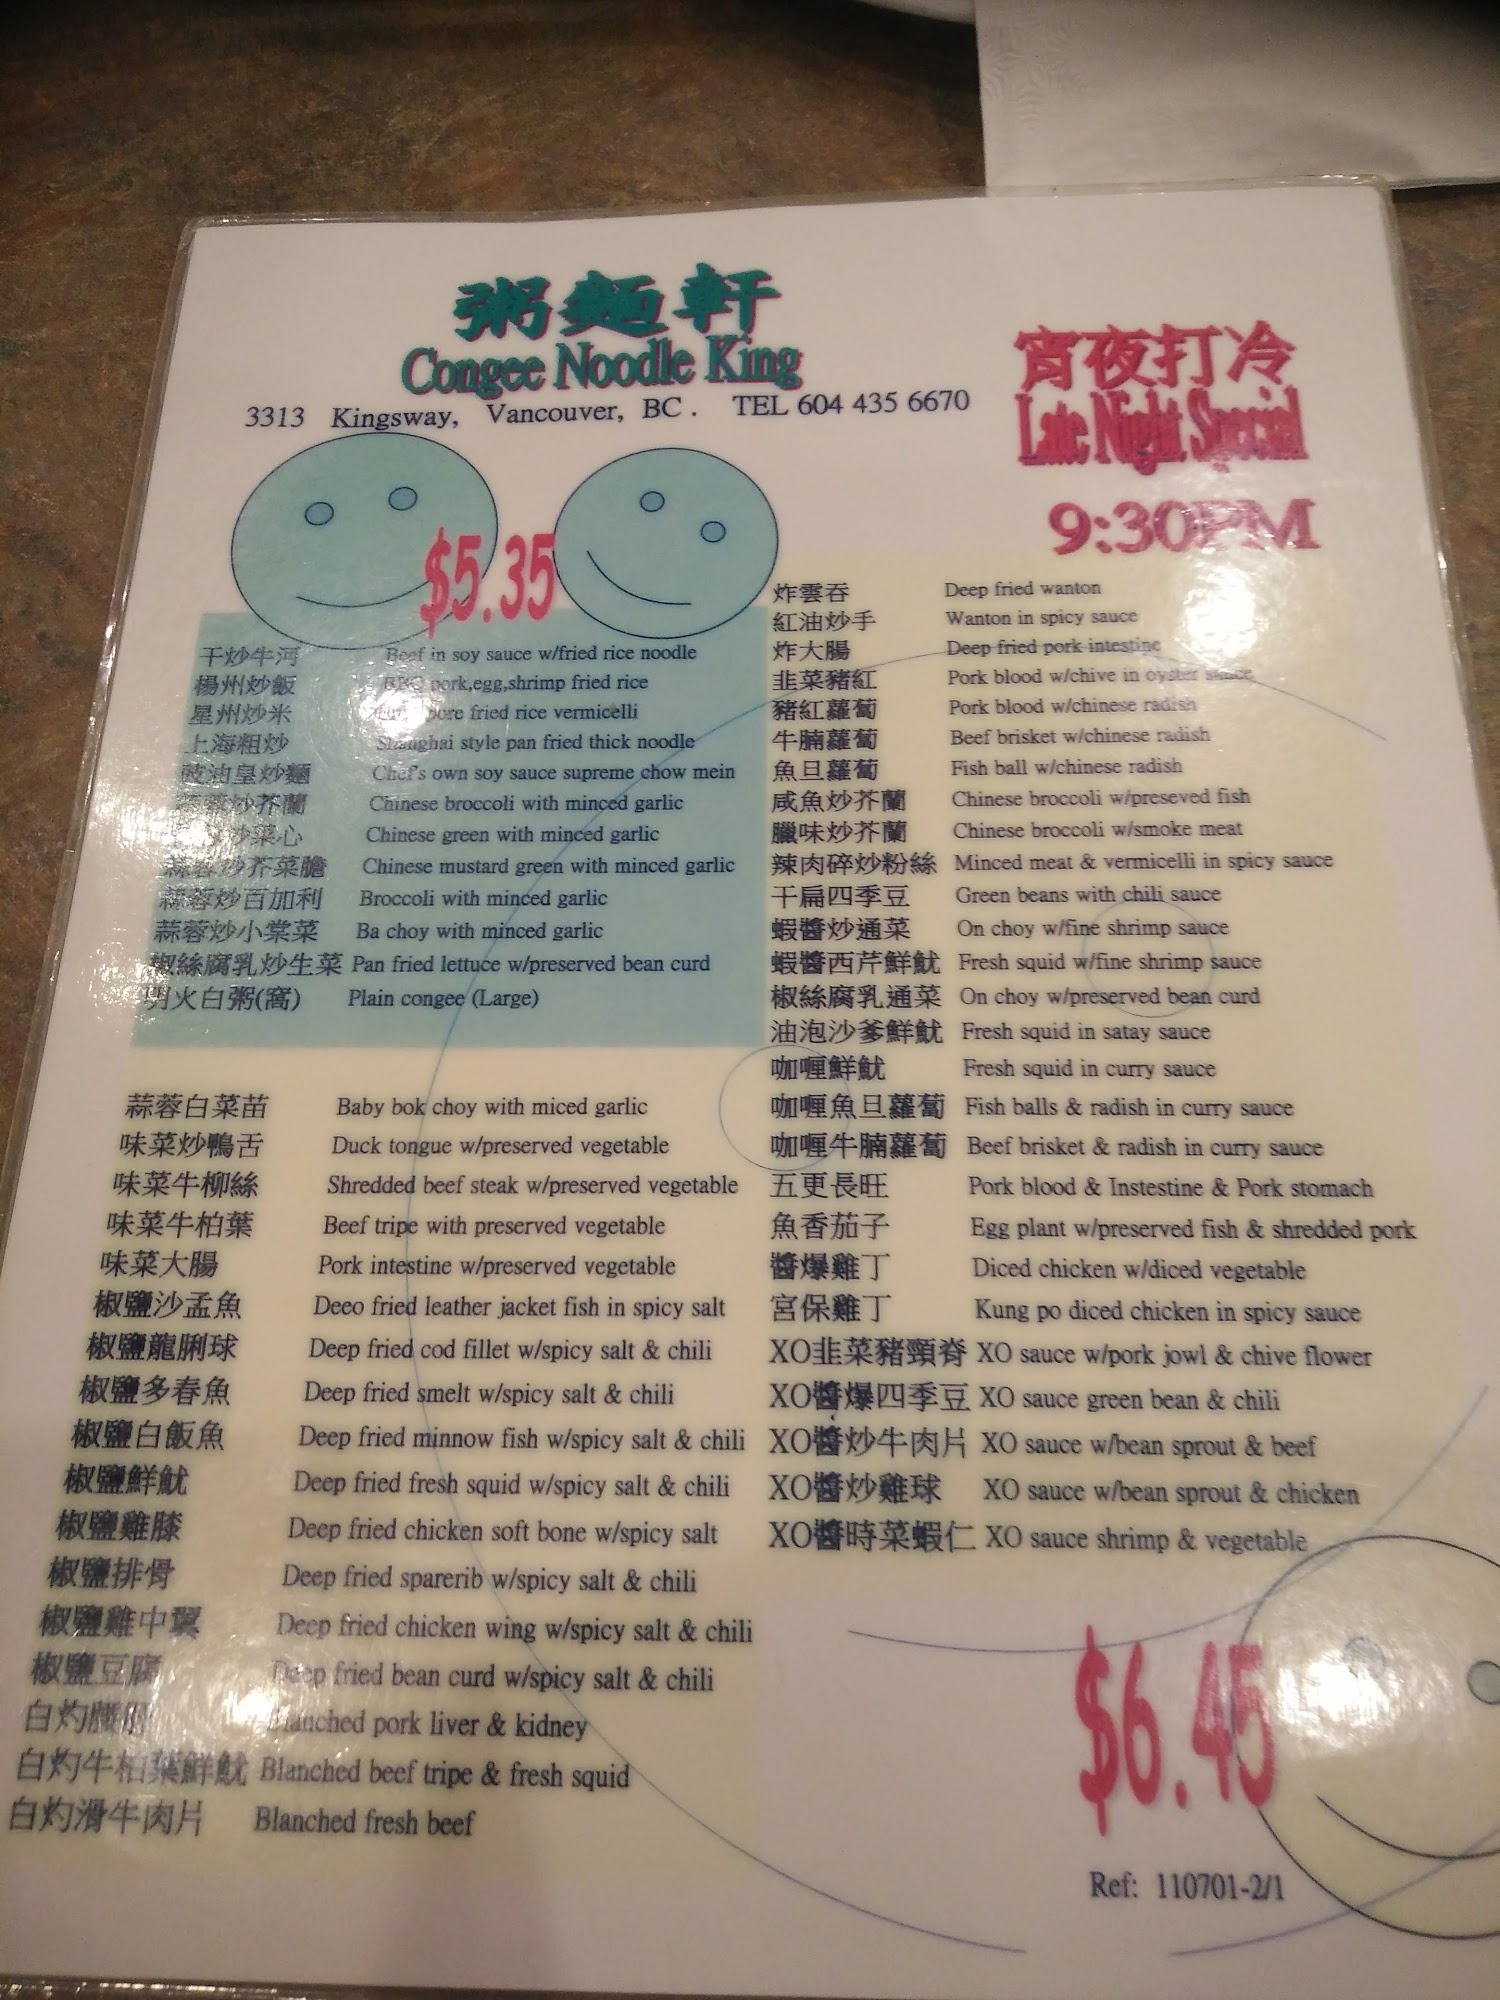 粥麵軒
Congee Noodle King
3313 Kingsway, Vancouver, BC. TEL 604 435 6670
宵夜打冷
Late Night Special
9:30PM
$5.35
干炒牛河 Beef in soy sauce w/fried rice noodle
楊州炒飯 BBQ pork,egg,shrimp fried rice
星州炒米 fried rice vermicelli
上海粗炒 Shanghai style pan fried thick noodle
豉油皇炒麵 Chef's own soy sauce supreme chow mein
炒芥蘭 Chinese broccoli with minced garlic
炒菜心 Chinese green with minced garlic
蒜蓉炒芥菜膽 Chinese mustard green with minced garlic
蒜蓉炒百加利 Broccoli with minced garlic
蒜蓉炒小棠菜 Ba choy with minced garlic
椒絲腐乳炒生菜 Pan fried lettuce w/preserved bean curd
明火白粥(窩) Plain congee (Large)
蒜蓉白菜苗 Baby bok choy with miced garlic
味菜炒鴨舌 Duck tongue w/preserved vegetable
味菜牛柳絲 Shredded beef steak w/preserved vegetable
味菜牛柏葉 Beef tripe with preserved vegetable
味菜大腸 Pork intestine w/preserved vegetable
椒鹽沙孟魚 Deeo fried leather jacket fish in spicy salt
椒鹽龍脷球 Deep fried cod fillet w/spicy salt & chili
椒鹽多春魚 Deep fried smelt w/spicy salt & chili
椒鹽白飯魚 Deep fried minnow fish w/spicy salt & chili
椒鹽鮮魷 Deep fried fresh squid w/spicy salt & chili
椒鹽雞膝 Deep fried chicken soft bone w/spicy salt
椒鹽排骨 Deep fried sparerib w/spicy salt & chili
椒鹽雞中翼 Deep fried chicken wing w/spicy salt & chili
椒鹽豆腐 Deep fried bean curd w/spicy salt & chili
白灼腰 Blanched pork liver & kidney
白灼牛柏葉鮮魷 Blanched beef tripe & fresh squid
白灼滑牛肉片 Blanched fresh beef
炸雲吞 Deep fried wanton
紅油炒手 Wanton in spicy sauce
炸大腸 Deep fried pork intestine
韭菜豬紅 Pork blood w/chive in oyster sauce
豬紅蘿蔔 Pork blood w/chinese radish
牛腩蘿蔔 Beef brisket w/chinese radish
魚旦蘿蔔 Fish ball w/chinese radish
咸魚炒芥蘭 Chinese broccoli w/preseved fish
臘味炒芥蘭 Chinese broccoli w/smoke meat
辣肉碎炒粉絲 Minced meat & vermicelli in spicy sauce
干扁四季豆 Green beans with chili sauce
蝦醬炒通菜 On choy w/fine shrimp sauce
蝦醬西芹鮮魷 Fresh squid w/fine shrimp sauce
椒絲腐乳通菜 On choy w/preserved bean curd
油泡沙爹鮮魷 Fresh squid in satay sauce
咖喱鮮魷 Fresh squid in curry sauce
咖喱魚旦蘿蔔 Fish balls & radish in curry sauce
咖喱牛腩蘿蔔 Beef brisket & radish in curry sauce
五更長旺 Pork blood & Instestine & Pork stomach
魚香茄子 Egg plant w/preserved fish & shredded pork
醬爆雞丁 Diced chicken w/diced vegetable
宮保雞丁 Kung po diced chicken in spicy sauce
XO韭菜豬頸脊 XO sauce w/pork jowl & chive flower
XO醬爆四季豆 XO sauce green bean & chili
XO醬炒牛肉片 XO sauce w/bean sprout & beef
XO醬炒雞球 XO sauce w/bean sprout & chicken
XO醬時菜蝦仁 XO sauce shrimp & vegetable
$6.45
Ref: 110701-2/1